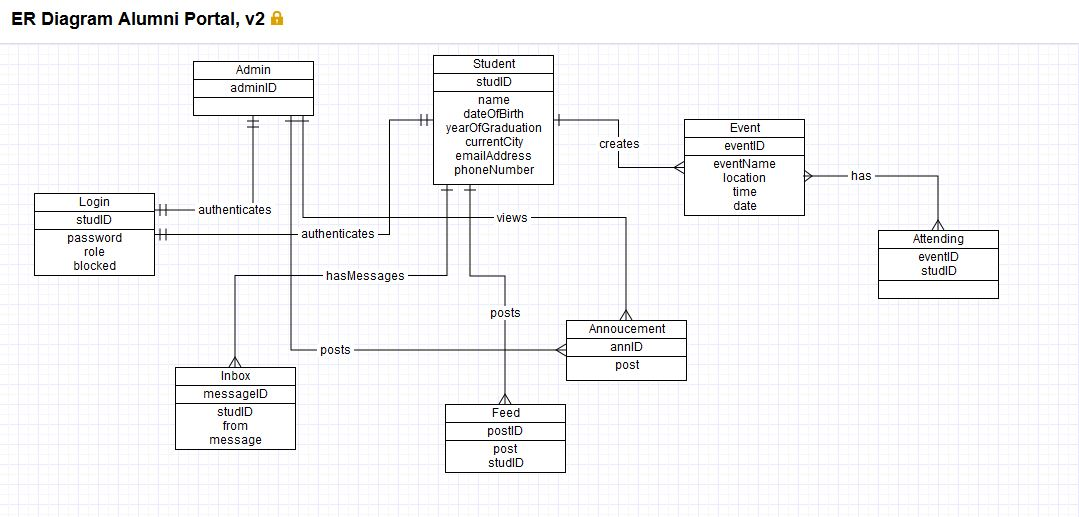 ER Diagram Alumni Portal, v2
Admin
adminID
Student
studID
name
dateOfBirth
yearOfGraduation
currentCity
emailAddress
phoneNumber
creates
Event
eventID
eventName
location
time
date
has
Attending
eventID
studID
Login
studID
password
role
blocked
authenticates
authenticates
views
hasMessages
posts
posts
Annoucement
annID
post
Inbox
messageID
studID
from
message
Feed
postID
post
studID